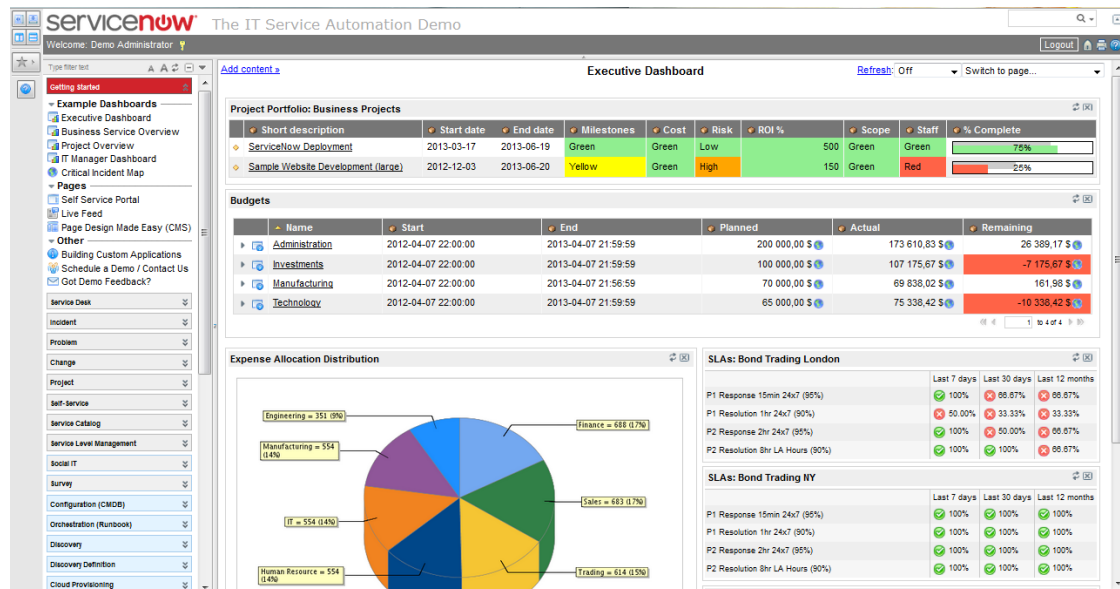 servicenow The IT Service Automation Demo
Welcome: Demo Administrator Logout
Type filter text A A
Getting Started
Example Dashboards
Executive Dashboard
Business Service Overview
Project Overview
IT Manager Dashboard
Critical Incident Map
Pages
Self Service Portal
Live Feed
Page Design Made Easy (CMS)
Other
Building Custom Applications
Schedule a Demo / Contact Us
Got Demo Feedback?
Service Desk
Incident
Problem
Change
Project
Self-Service
Service Catalog
Service Level Management
Social IT
Survey
Configuration (CMDB)
Orchestration (Runbook)
Discovery
Discovery Definition
Cloud Provisioning
Add content » Executive Dashboard Refresh: Off Switch to page...
Project Portfolio: Business Projects
Short description Start date End date Milestones Cost Risk ROI % Scope Staff % Complete
ServiceNow Deployment 2013-03-17 2013-06-19 Green Green Low 500 Green Green 75%
Sample Website Development (large) 2012-12-03 2013-06-20 Yellow Green High 150 Green Red 25%
Budgets
Name Start End Planned Actual Remaining
Administration 2012-04-07 22:00:00 2013-04-07 21:59:59 200 000,00 $ 173 610,83 $ 26 389,17 $
Investments 2012-04-07 22:00:00 2013-04-07 21:59:59 100 000,00 $ 107 175,67 $ -7 175,67 $
Manufacturing 2012-04-07 22:00:00 2013-04-07 21:56:59 70 000,00 $ 69 838,02 $ 161,98 $
Technology 2012-04-07 22:00:00 2013-04-07 21:59:59 65 000,00 $ 75 338,42 $ -10 338,42 $
1 to 4 of 4
Expense Allocation Distribution
Engineering = 351 (9%)
Finance = 688 (17%)
Manufacturing = 554
(14%)
Sales = 683 (17%)
IT = 554 (14%)
Human Resource = 554
(14%)
Trading = 614 (15%)
SLAs: Bond Trading London
Last 7 days Last 30 days Last 12 months
P1 Response 15min 24x7 (95%) 100% 66.67% 66.67%
P1 Resolution 1hr 24x7 (90%) 50.00% 33.33% 33.33%
P2 Response 2hr 24x7 (95%) 100% 50.00% 100%
P2 Resolution 8hr LA Hours (90%) 100% 100% 66.67%
SLAs: Bond Trading NY
Last 7 days Last 30 days Last 12 months
P1 Response 15min 24x7 (95%) 100% 100% 100%
P1 Resolution 1hr 24x7 (90%) 100% 100% 100%
P2 Response 2hr 24x7 (95%) 100% 100% 100%
P2 Resolution 8hr LA Hours (90%) 100% 100% 100%